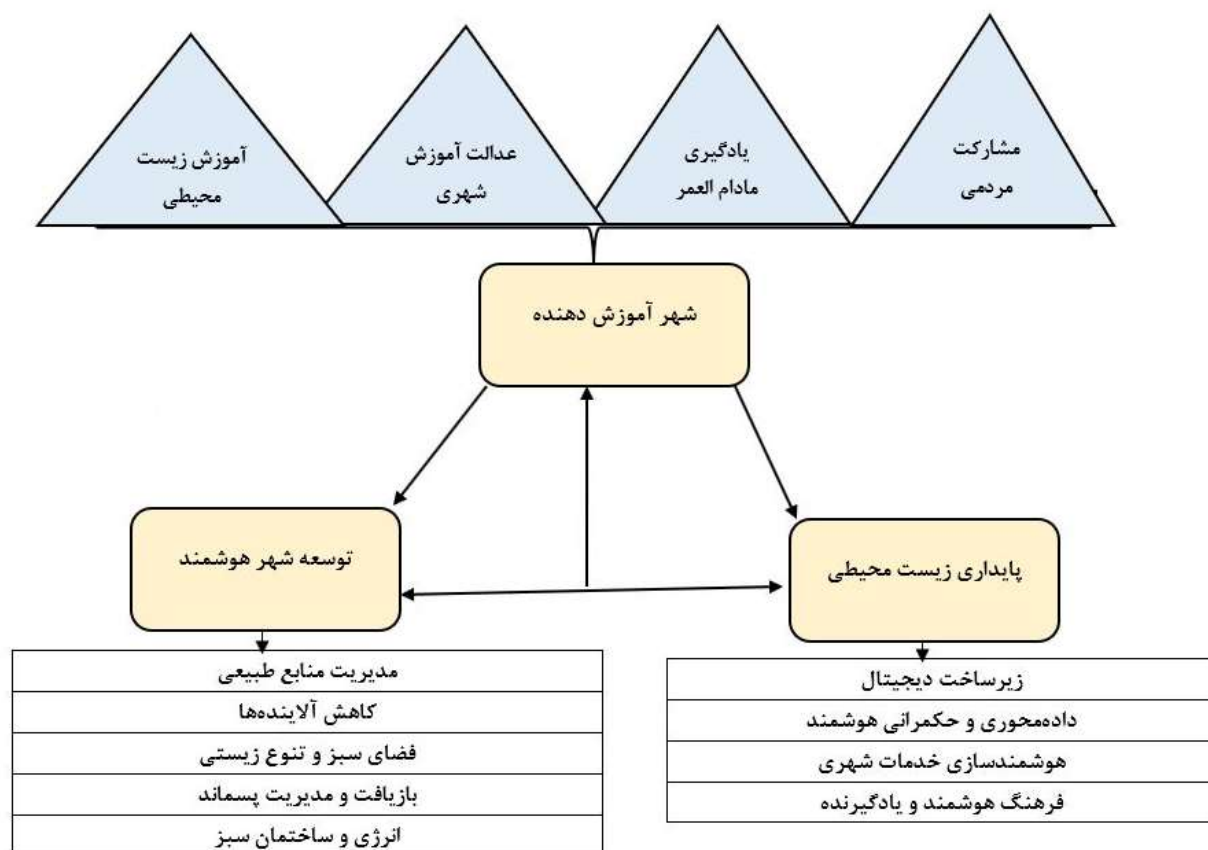 مشارکت
مردمی
یادگیری
مادام العمر
عدالت آموزش
شهری
آموزش زیست
محیطی
شهر آموزش دهنده
پایداری زیست محیطی
توسعه شهر هوشمند
زیرساخت دیجیتال
داده‌محوری و حکمرانی هوشمند
هوشمندسازی خدمات شهری
فرهنگ هوشمند و یادگیرنده
مدیریت منابع طبیعی
کاهش آلاینده‌ها
فضای سبز و تنوع زیستی
بازیافت و مدیریت پسماند
انرژی و ساختمان سبز